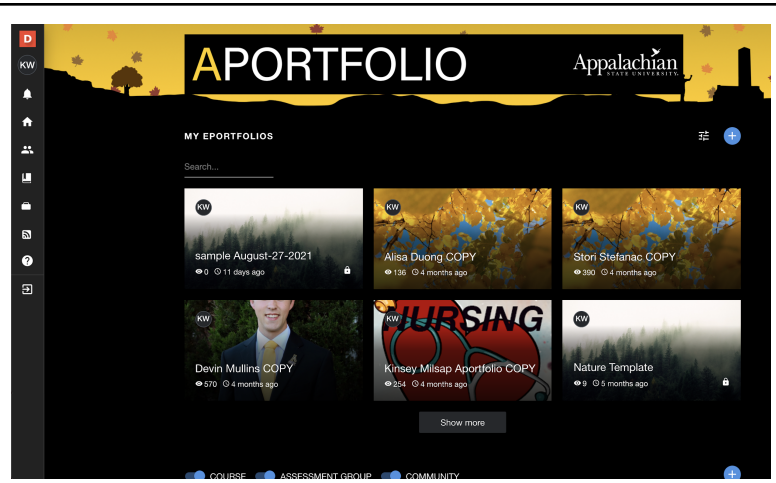 D
KW
APORTFOLIO
Appalachian
STATE UNIVERSITY.
MY EPORTFOLIOS
Search...
KW
sample August-27-2021
0 11 days ago
KW
Alisa Duong COPY
136 4 months ago
KW
Stori Stefanac COPY
390 4 months ago
KW
Devin Mullins COPY
570 4 months ago
NURSING
KW
Kinsey Milsap Aportfolio COPY
254 4 months ago
KW
Nature Template
9 5 months ago
Show more
COURSE ASSESSMENT GROUP COMMUNITY